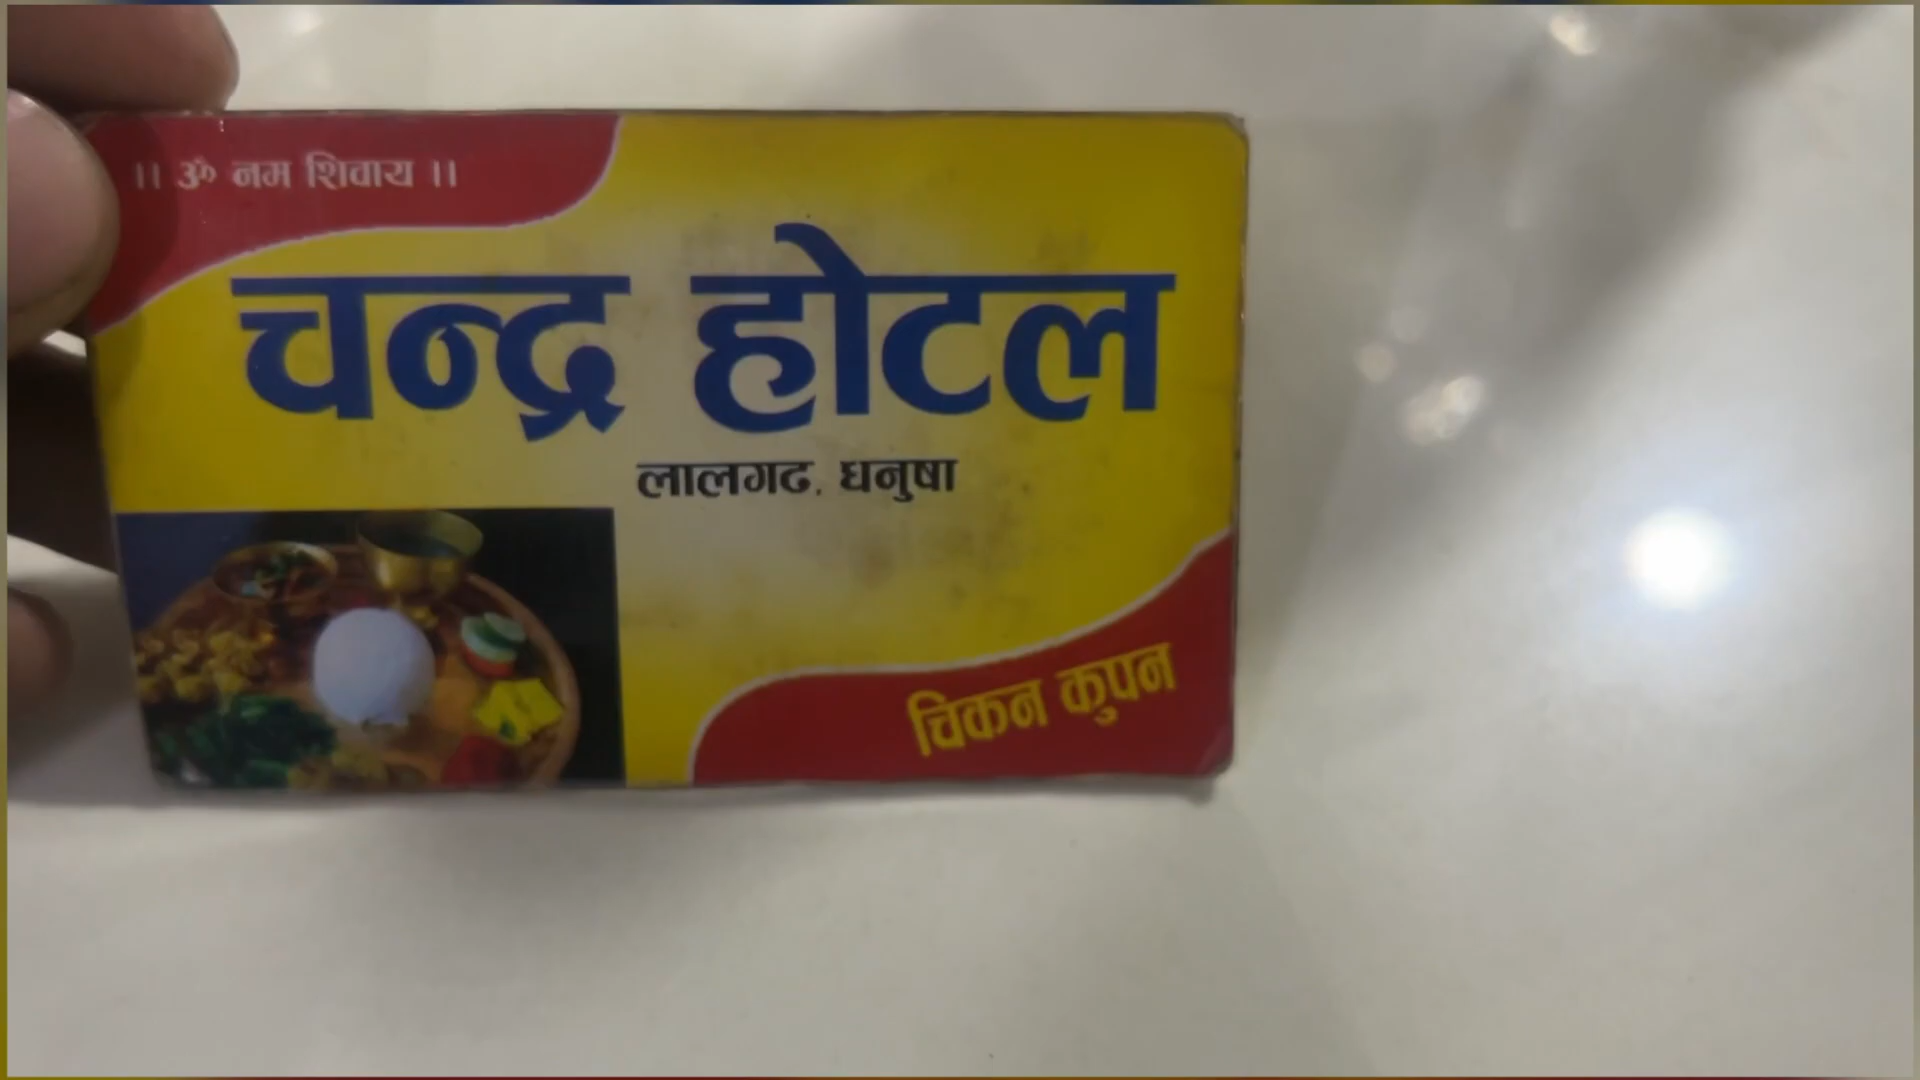 ।। ॐ नम शिवाय ।।
चन्द्र होटल
लालगढ, धनुषा
चिकन कुपन